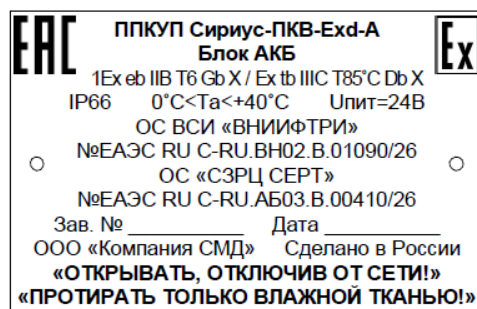 ЕАС
ППКУП Сириус-ПКВ-Exd-А
Блок АКБ
Ex
1Ex eb IIB T6 Gb X / Ex tb IIIC T85°C Db X
IP66 0°C<Ta<+40°C Uпит=24В
ОС ВСИ «ВНИИФТРИ»
№ЕАЭС RU C-RU.ВН02.В.01090/26
ОС «СЗРЦ СЕРТ»
№ЕАЭС RU C-RU.АБ03.В.00410/26
Зав. № __________ Дата __________
ООО «Компания СМД» Сделано в России
«ОТКРЫВАТЬ, ОТКЛЮЧИВ ОТ СЕТИ!»
«ПРОТИРАТЬ ТОЛЬКО ВЛАЖНОЙ ТКАНЬЮ!»